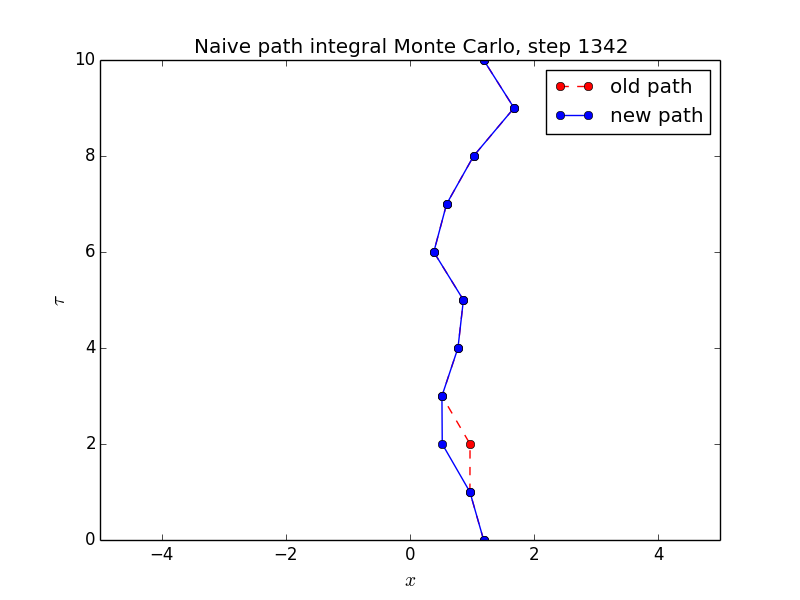 Naive path integral Monte Carlo, step 1342
10
old path
new path
8
6
τ
4
2
0
−4 −2 0 2 4
x